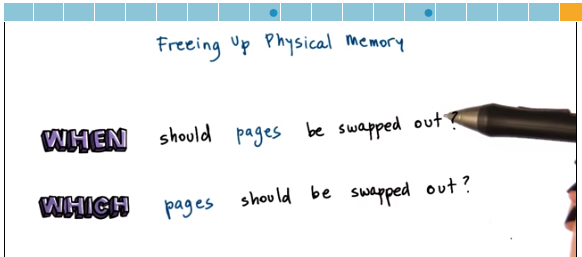 Freeing Up Physical Memory
WHEN should pages be swapped out?
WHICH pages should be swapped out?